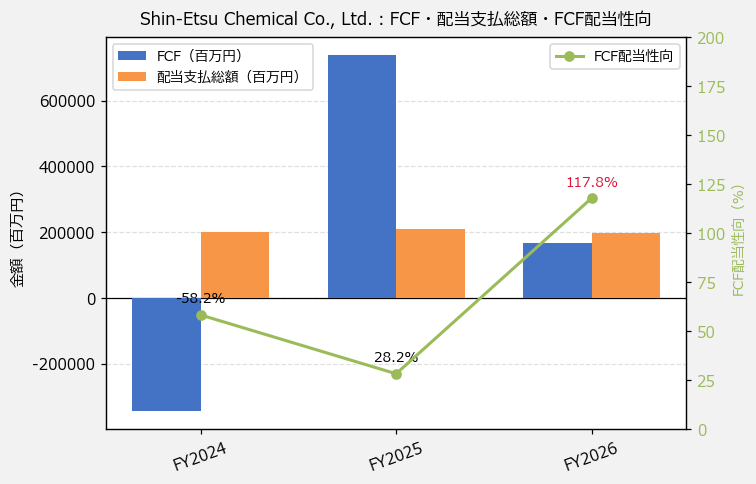 Shin-Etsu Chemical Co., Ltd. : FCF・配当支払総額・FCF配当性向
FCF（百万円）
配当支払総額（百万円）
FCF配当性向
金額（百万円）
600000
400000
200000
0
-200000
200
175
150
125
100
75
50
25
0
FCF配当性向（%）
-58.2%
28.2%
117.8%
FY2024
FY2025
FY2026